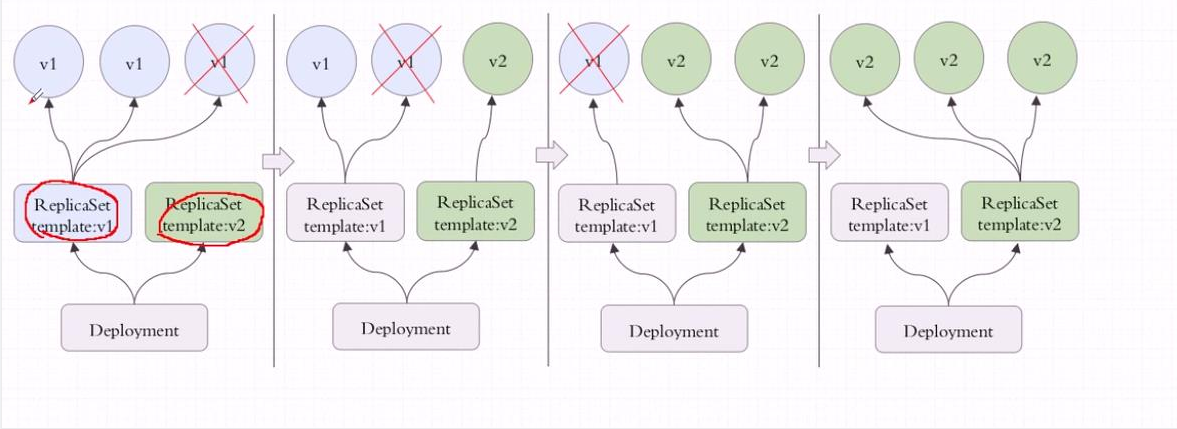 v1
v1
v1
ReplicaSet
template:v1
ReplicaSet
template:v2
Deployment
v1
v1
v2
ReplicaSet
template:v1
ReplicaSet
template:v2
Deployment
v1
v2
v2
ReplicaSet
template:v1
ReplicaSet
template:v2
Deployment
v2
v2
v2
ReplicaSet
template:v1
ReplicaSet
template:v2
Deployment